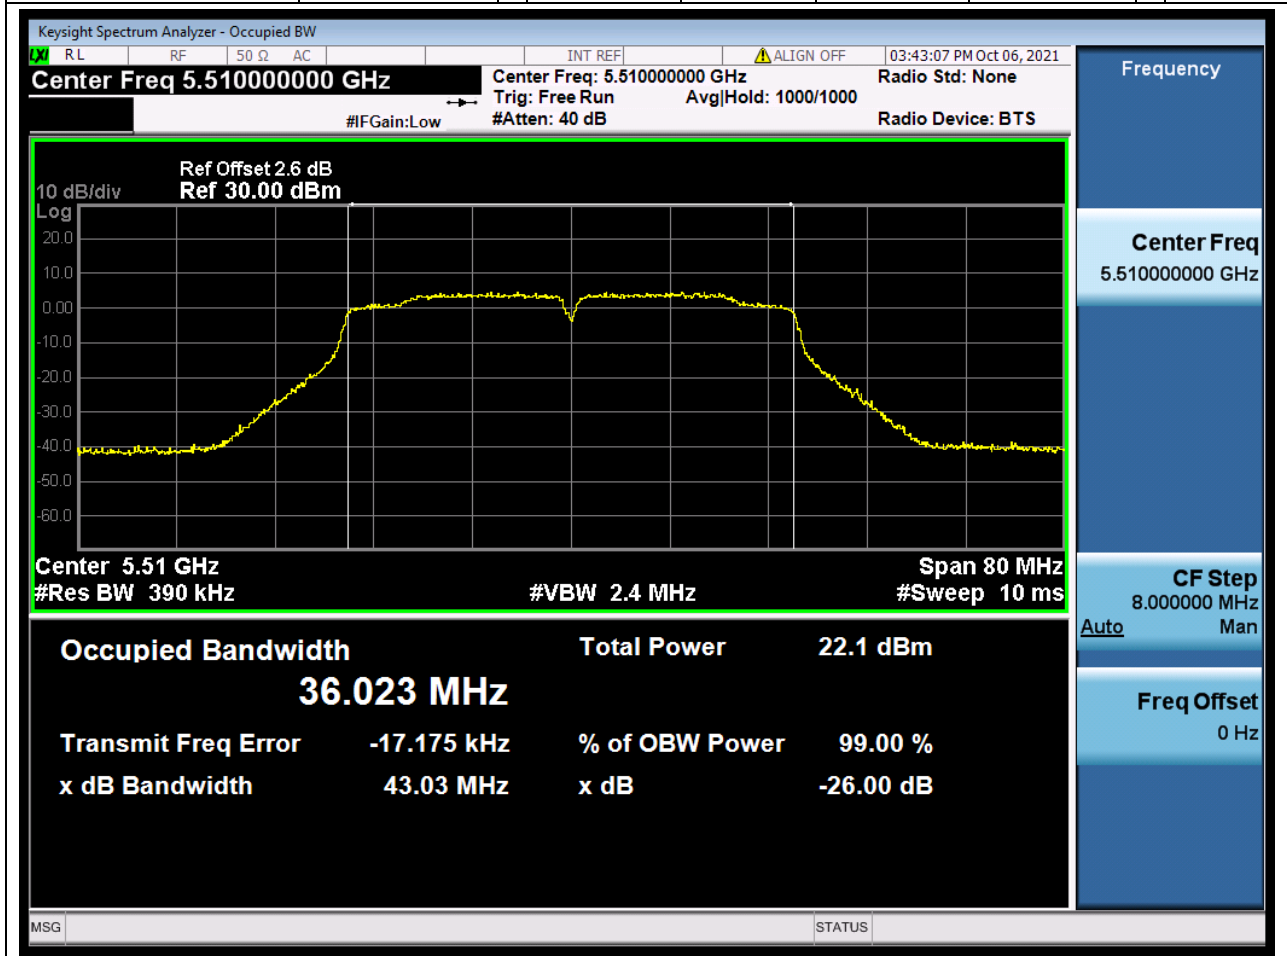 Keysight Spectrum Analyzer - Occupied BW
LXI RL RF 50 Ω AC INT REF ALIGN OFF 03:43:07 PM Oct 06, 2021
Center Freq 5.510000000 GHz
Center Freq: 5.510000000 GHz Radio Std: None
Trig: Free Run Avg|Hold: 1000/1000
#IFGain:Low #Atten: 40 dB Radio Device: BTS
Ref Offset 2.6 dB
10 dB/div Ref 30.00 dBm
Log
20.0
10.0
0.00
-10.0
-20.0
-30.0
-40.0
-50.0
-60.0
Center 5.51 GHz Span 80 MHz
#Res BW 390 kHz #VBW 2.4 MHz #Sweep 10 ms
Occupied Bandwidth Total Power 22.1 dBm
36.023 MHz
Transmit Freq Error -17.175 kHz % of OBW Power 99.00 %
x dB Bandwidth 43.03 MHz x dB -26.00 dB
MSG STATUS
Frequency
Center Freq
5.510000000 GHz
CF Step
8.000000 MHz
Auto Man
Freq Offset
0 Hz